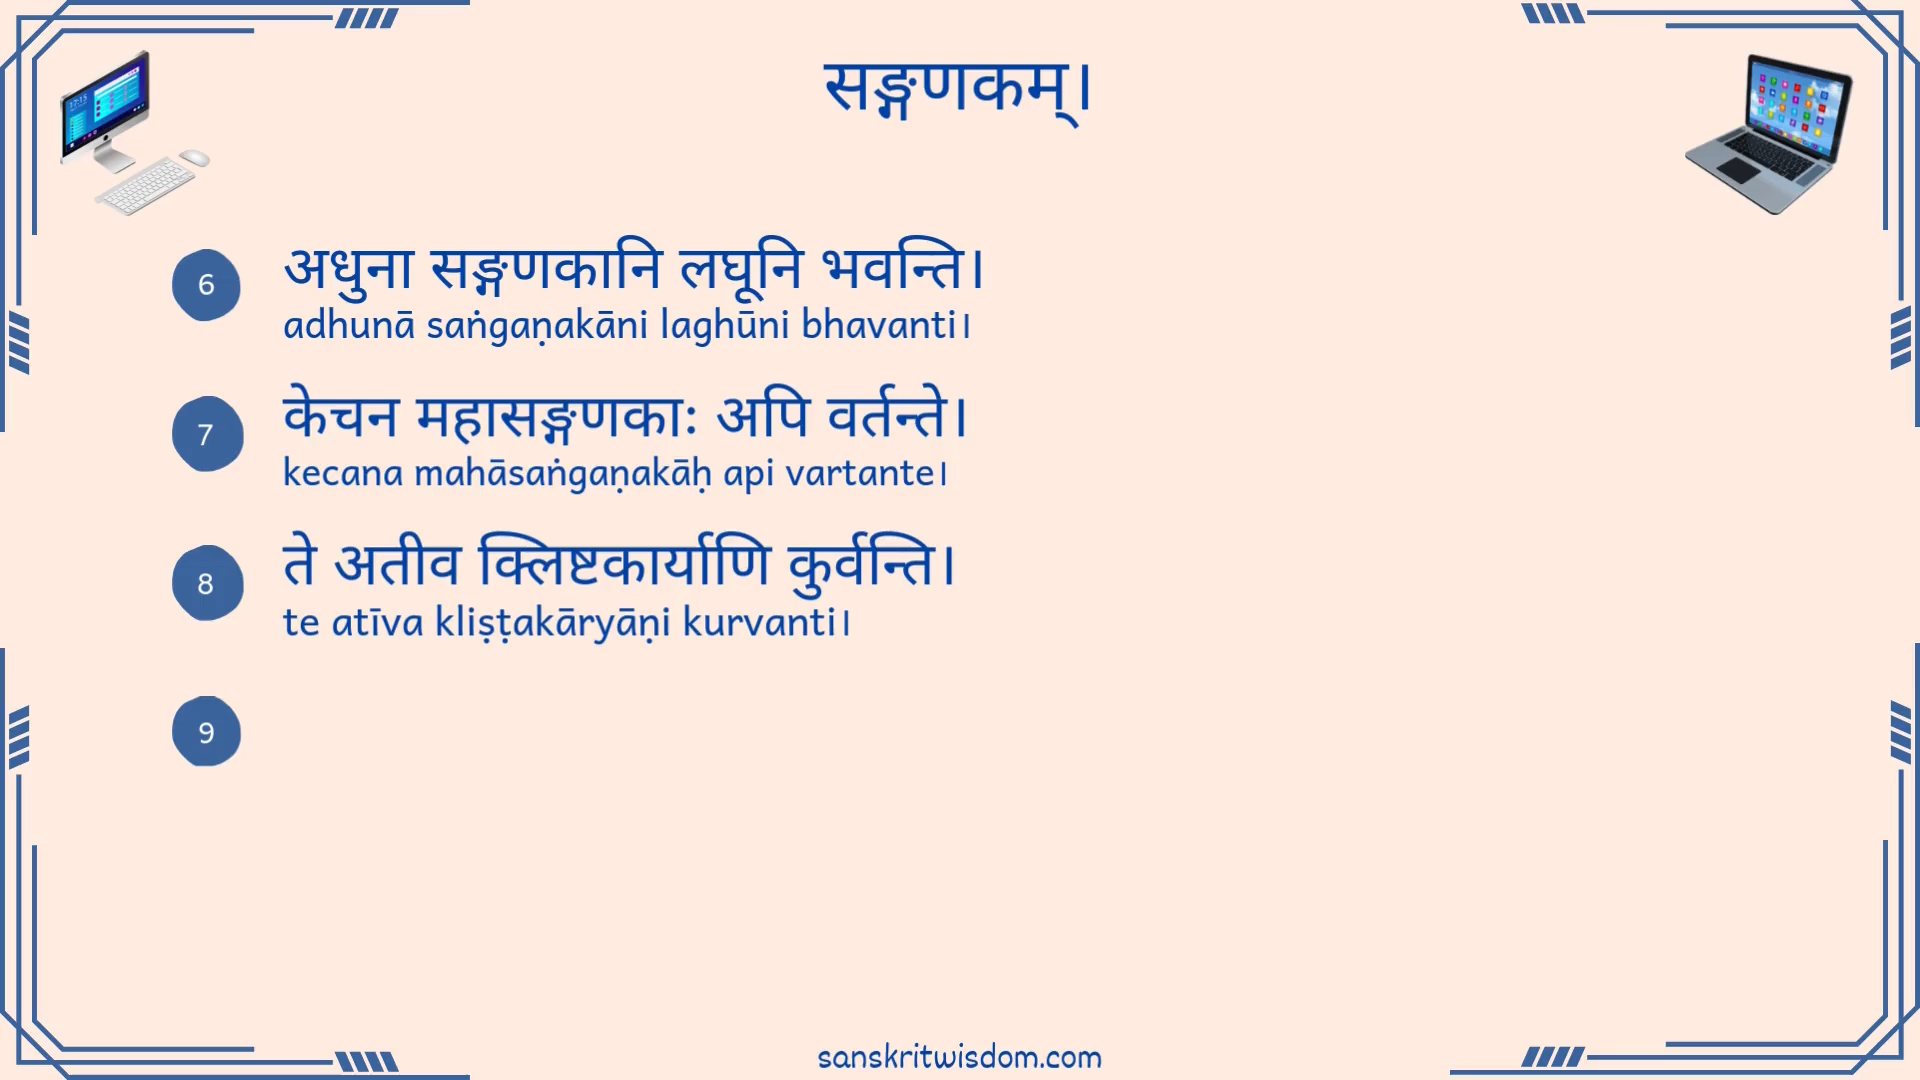 सङ्गणकम्।
6
अधुना सङ्गणकानि लघूनि भवन्ति।
adhunā saṅgaṇakāni laghūni bhavanti।
7
केचन महासङ्गणकाः अपि वर्तन्ते।
kecana mahāsaṅgaṇakāḥ api vartante।
8
ते अतीव क्लिष्टकार्याणि कुर्वन्ति।
te atīva kliṣṭakāryāṇi kurvanti।
9
sanskritwisdom.com